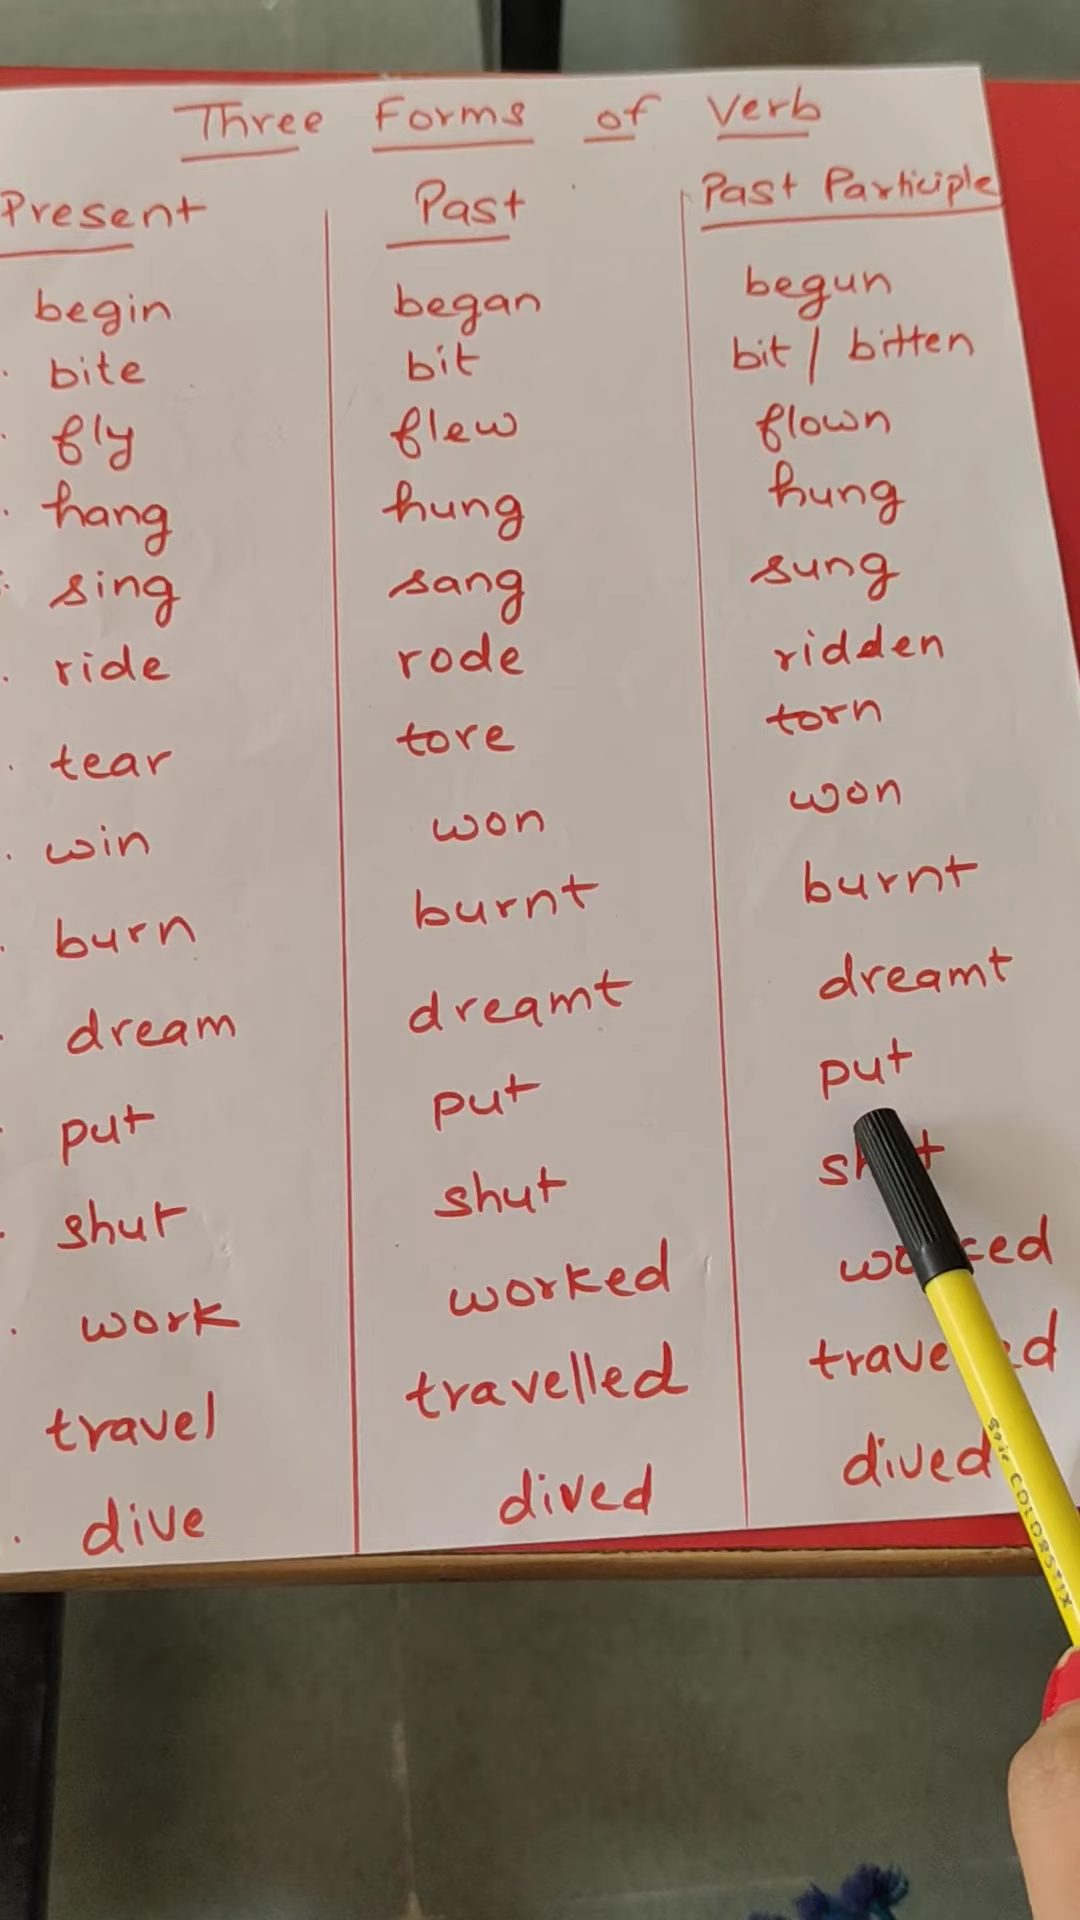 Three Forms of Verb
Present Past Past Participle
begin began begun
bite bit bit / bitten
fly flew flown
hang hung hung
sing sang sung
ride rode ridden
tear tore torn
win won won
burn burnt burnt
dream dreamt dreamt
put put put
shut shut
work worked
travel travelled
dive dived dived
COLORSTIX